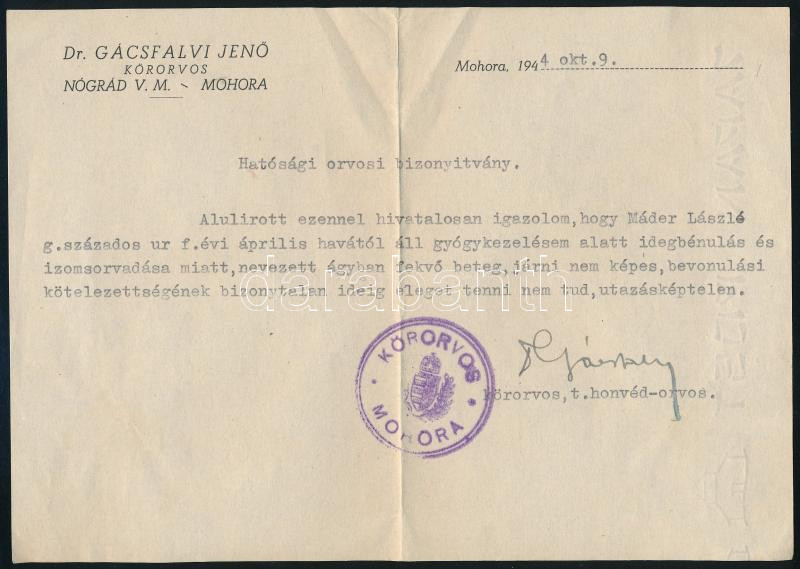 Dr. GÁCSFALVI JENŐ
KÖRORVOS
NÓGRÁD V. M. ~ MOHORA
Mohora, 1944 okt.9.
Hatósági orvosi bizonyitvány.
Alulirott ezennel hivatalosan igazolom, hogy Máder Lászlé
g.százados ur f.évi április havától áll gyógykezelésem alatt idegbénulás és
izomsorvadása miatt, nevezett ágyban fekvő beteg, járni nem képes, bevonulási
kötelezettségének bizonytalan ideig eleget tenni nem tud, utazásképtelen.
darabanth
KÖRORVOS
MOHORA
körorvos, t.honvéd-orvos.